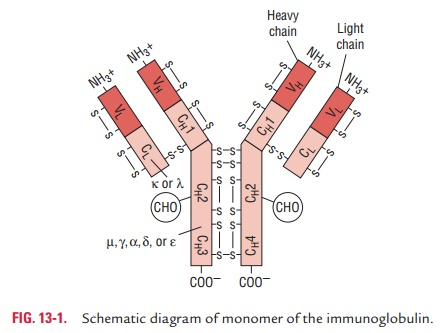 Heavy
chain
Light
chain
NH3+
NH3+
NH3+
NH3+
VL
VH
VH
VL
CL
CH1
CH1
CL
S-S
S-S
κ or λ
CHO
CH2
CH2
CHO
μ, γ, α, δ, or ε
CH3
CH4
COO⁻
COO⁻
FIG. 13-1. Schematic diagram of monomer of the immunoglobulin.